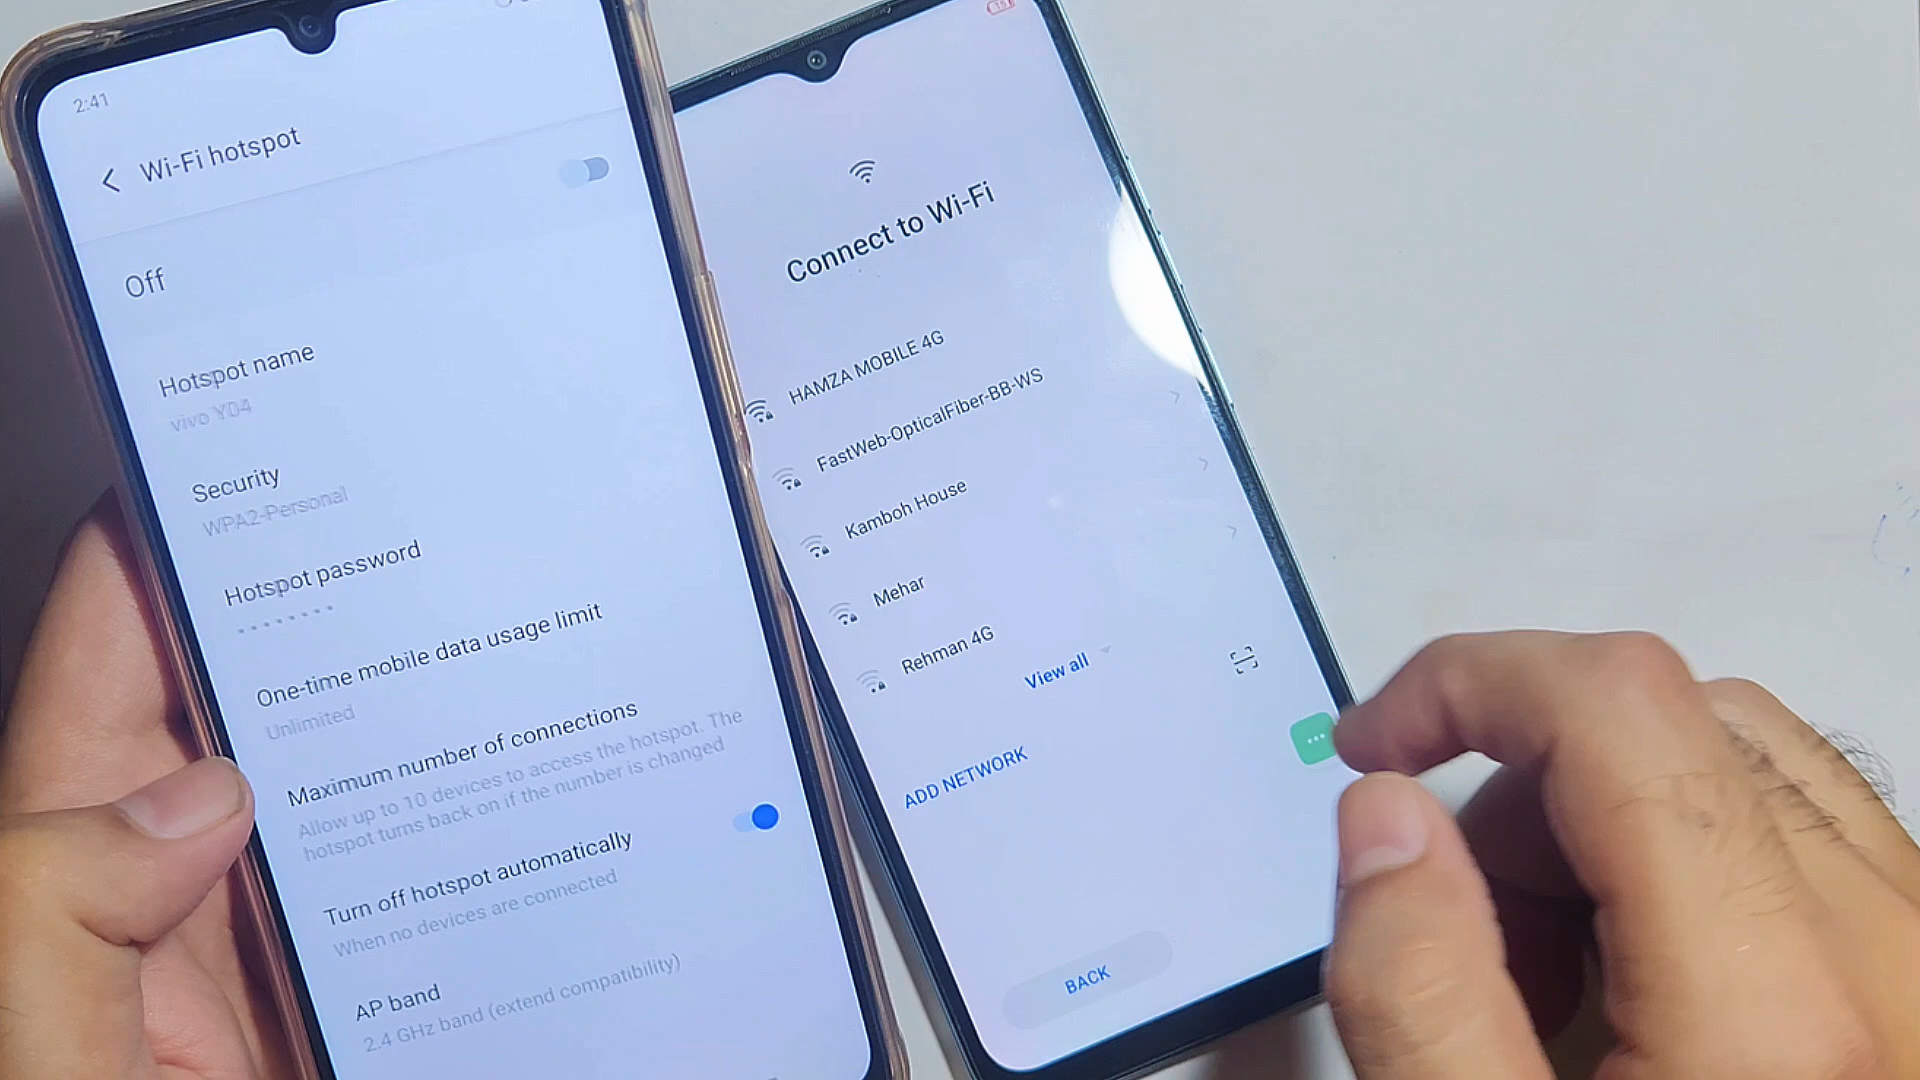 2:41
Wi-Fi hotspot
Off
Hotspot name
vivo Y04
Security
WPA2-Personal
Hotspot password
One-time mobile data usage limit
Unlimited
Maximum number of connections
Allow up to 10 devices to access the hotspot. The
hotspot turns back on if the number is changed
Turn off hotspot automatically
When no devices are connected
AP band
2.4 GHz band (extend compatibility)
Connect to Wi-Fi
HAMZA MOBILE 4G
FastWeb-OpticalFiber-BB-WS
Kamboh House
Mehar
Rehman 4G
View all
ADD NETWORK
BACK